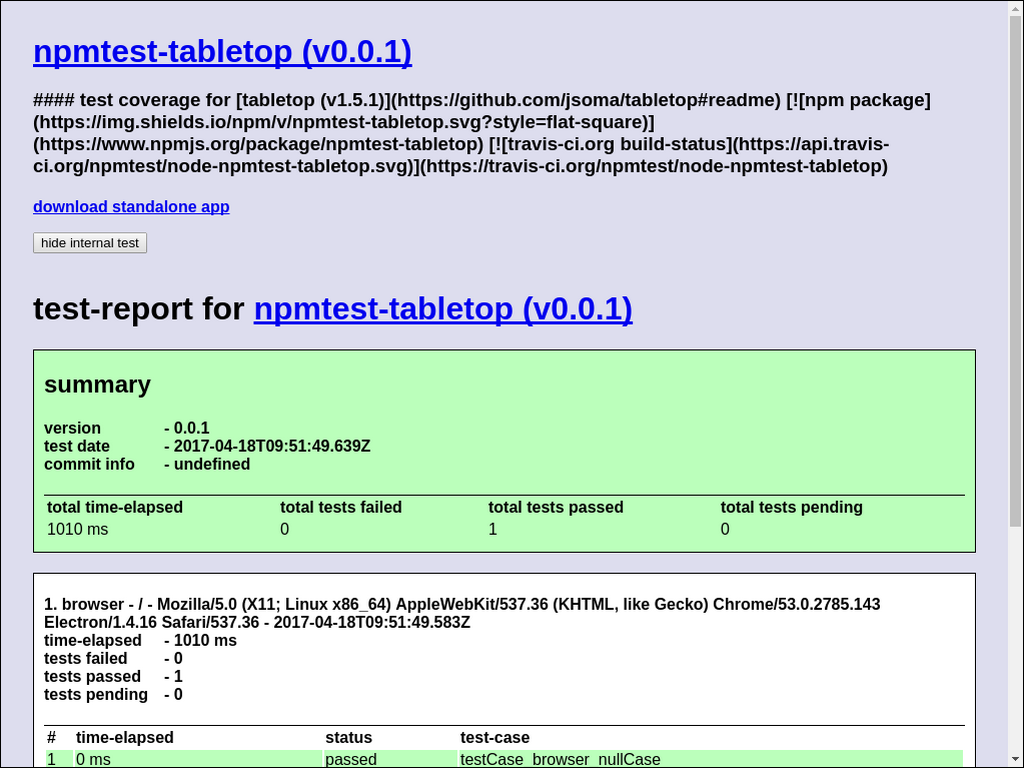 npmtest-tabletop (v0.0.1)
#### test coverage for [tabletop (v1.5.1)](https://github.com/jsoma/tabletop#readme) [![npm package]
(https://img.shields.io/npm/v/npmtest-tabletop.svg?style=flat-square)]
(https://www.npmjs.org/package/npmtest-tabletop) [![travis-ci.org build-status](https://api.travis-
ci.org/npmtest/node-npmtest-tabletop.svg)](https://travis-ci.org/npmtest/node-npmtest-tabletop)
download standalone app
hide internal test
test-report for npmtest-tabletop (v0.0.1)
summary
version - 0.0.1
test date - 2017-04-18T09:51:49.639Z
commit info - undefined
total time-elapsed total tests failed total tests passed total tests pending
1010 ms 0 1 0
1. browser - / - Mozilla/5.0 (X11; Linux x86_64) AppleWebKit/537.36 (KHTML, like Gecko) Chrome/53.0.2785.143
Electron/1.4.16 Safari/537.36 - 2017-04-18T09:51:49.583Z
time-elapsed - 1010 ms
tests failed - 0
tests passed - 1
tests pending - 0
# time-elapsed status test-case
1 0 ms passed testCase_browser_nullCase